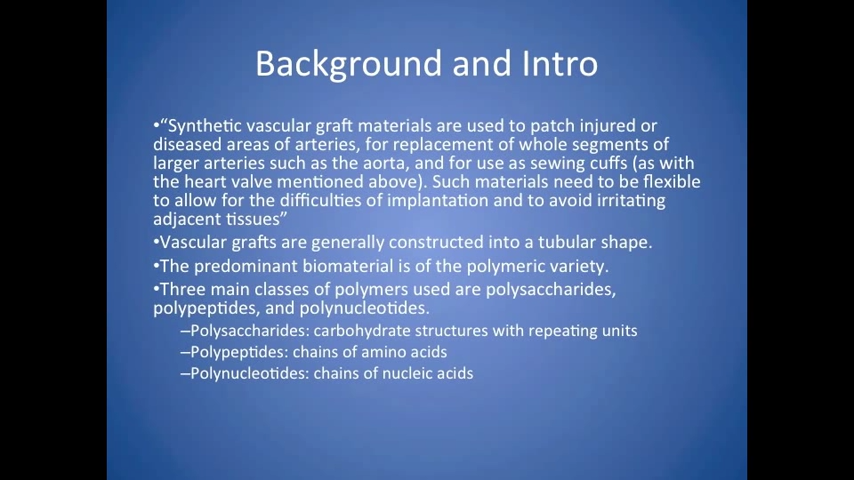 Background and Intro
•“Synthetic vascular graft materials are used to patch injured or
diseased areas of arteries, for replacement of whole segments of
larger arteries such as the aorta, and for use as sewing cuffs (as with
the heart valve mentioned above). Such materials need to be flexible
to allow for the difficulties of implantation and to avoid irritating
adjacent tissues”
•Vascular grafts are generally constructed into a tubular shape.
•The predominant biomaterial is of the polymeric variety.
•Three main classes of polymers used are polysaccharides,
polypeptides, and polynucleotides.
–Polysaccharides: carbohydrate structures with repeating units
–Polypeptides: chains of amino acids
–Polynucleotides: chains of nucleic acids